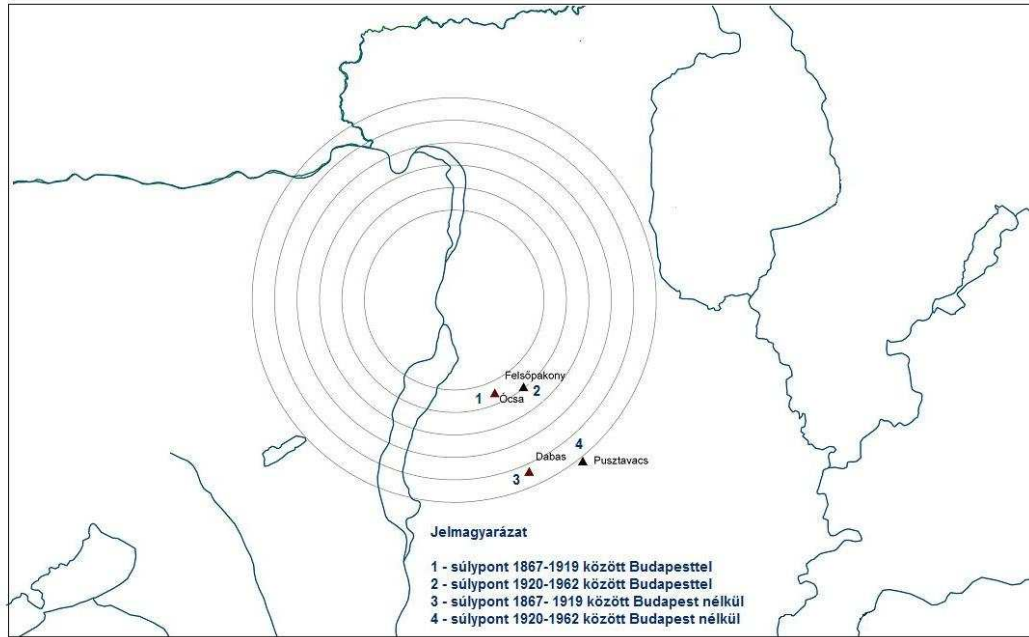 Felsőpakony
1
Ócsa
2
4
Dabas
Pusztavacs
3
Jelmagyarázat
1 - súlypont 1867-1919 között Budapesttel
2 - súlypont 1920-1962 között Budapesttel
3 - súlypont 1867- 1919 között Budapest nélkül
4 - súlypont 1920-1962 között Budapest nélkül